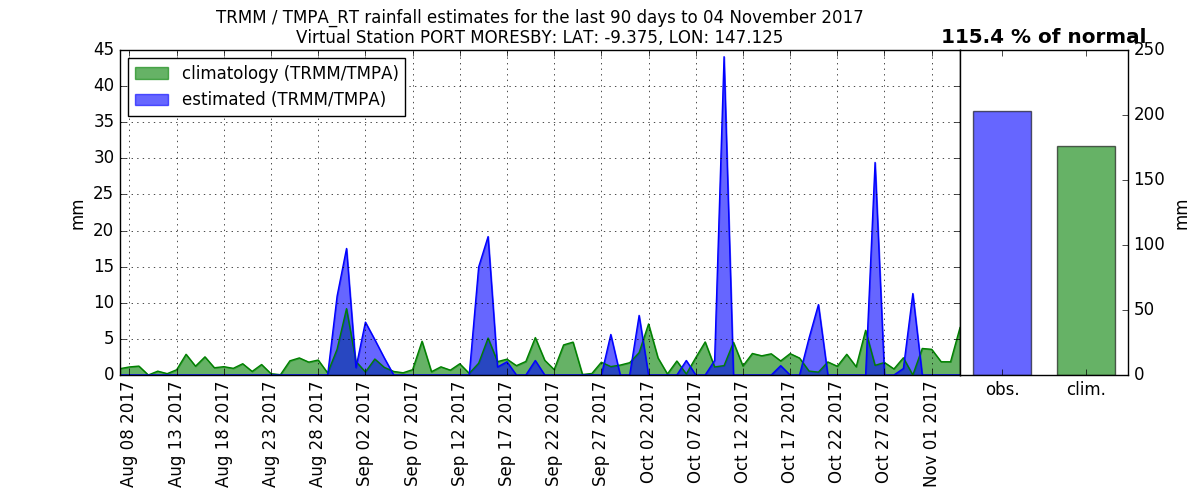 TRMM / TMPA_RT rainfall estimates for the last 90 days to 04 November 2017
Virtual Station PORT MORESBY: LAT: -9.375, LON: 147.125
115.4 % of normal
climatology (TRMM/TMPA)
estimated (TRMM/TMPA)
mm
45
40
35
30
25
20
15
10
5
0
Aug 08 2017
Aug 13 2017
Aug 18 2017
Aug 23 2017
Aug 28 2017
Sep 02 2017
Sep 07 2017
Sep 12 2017
Sep 17 2017
Sep 22 2017
Sep 27 2017
Oct 02 2017
Oct 07 2017
Oct 12 2017
Oct 17 2017
Oct 22 2017
Oct 27 2017
Nov 01 2017
obs.
clim.
250
200
150
100
50
0
mm